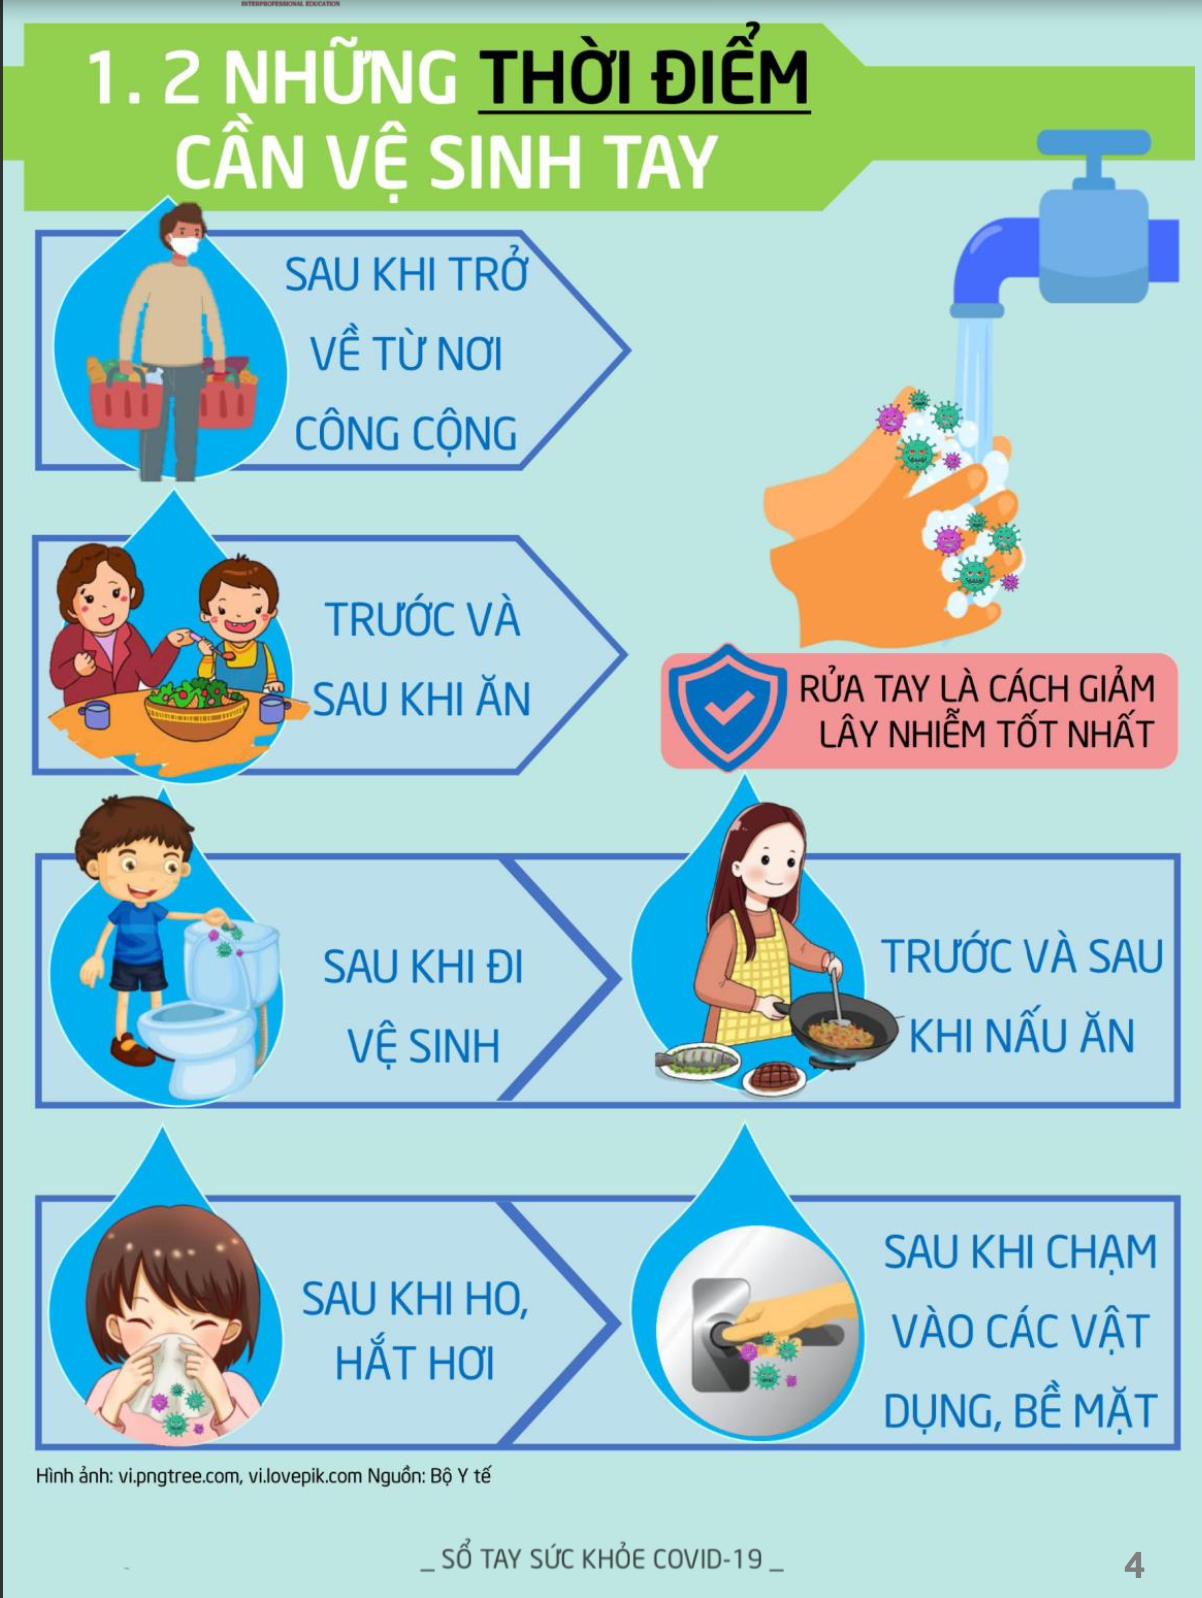 INTERPROFESSIONAL EDUCATION
1. 2 NHỮNG THỜI ĐIỂM
CẦN VỆ SINH TAY
SAU KHI TRỞ
VỀ TỪ NƠI
CÔNG CỘNG
TRƯỚC VÀ
SAU KHI ĂN
RỬA TAY LÀ CÁCH GIẢM
LÂY NHIỄM TỐT NHẤT
SAU KHI ĐI
VỆ SINH
TRƯỚC VÀ SAU
KHI NẤU ĂN
SAU KHI HO,
HẮT HƠI
SAU KHI CHẠM
VÀO CÁC VẬT
DỤNG, BỀ MẶT
Hình ảnh: vi.pngtree.com, vi.lovepik.com Nguồn: Bộ Y tế
_ SỔ TAY SỨC KHỎE COVID-19 _
4